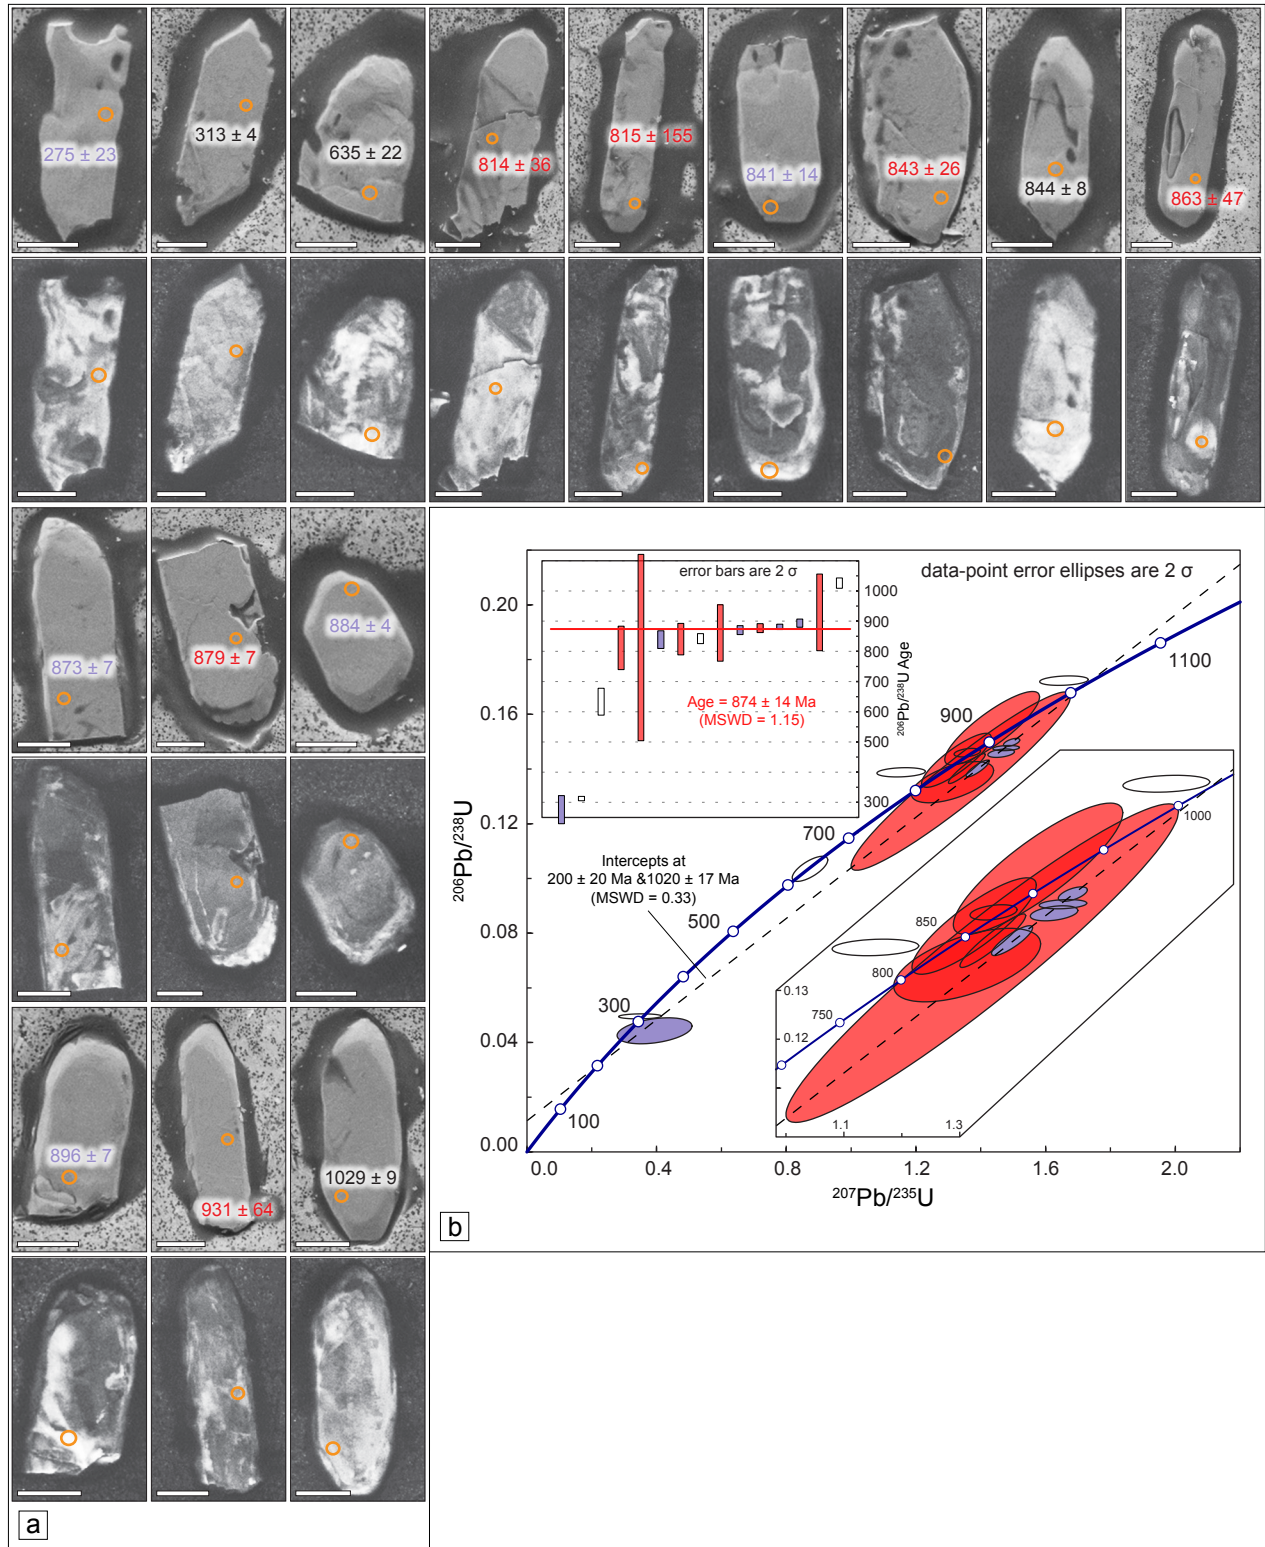 275 ± 23
313 ± 4
635 ± 22
814 ± 36
815 ± 155
841 ± 14
843 ± 26
844 ± 8
863 ± 47
873 ± 7
879 ± 7
884 ± 4
896 ± 7
931 ± 64
1029 ± 9
a
error bars are 2 σ
data-point error ellipses are 2 σ
1000
900
800
700
600
500
300
206Pb/238U Age
Age = 874 ± 14 Ma
(MSWD = 1.15)
0.20
0.16
0.12
0.08
0.04
0.00
206Pb/238U
1100
900
700
500
300
100
Intercepts at
200 ± 20 Ma &1020 ± 17 Ma
(MSWD = 0.33)
1000
850
800
750
0.13
0.12
1.1
1.3
0.0
0.4
0.8
1.2
1.6
2.0
207Pb/235U
b